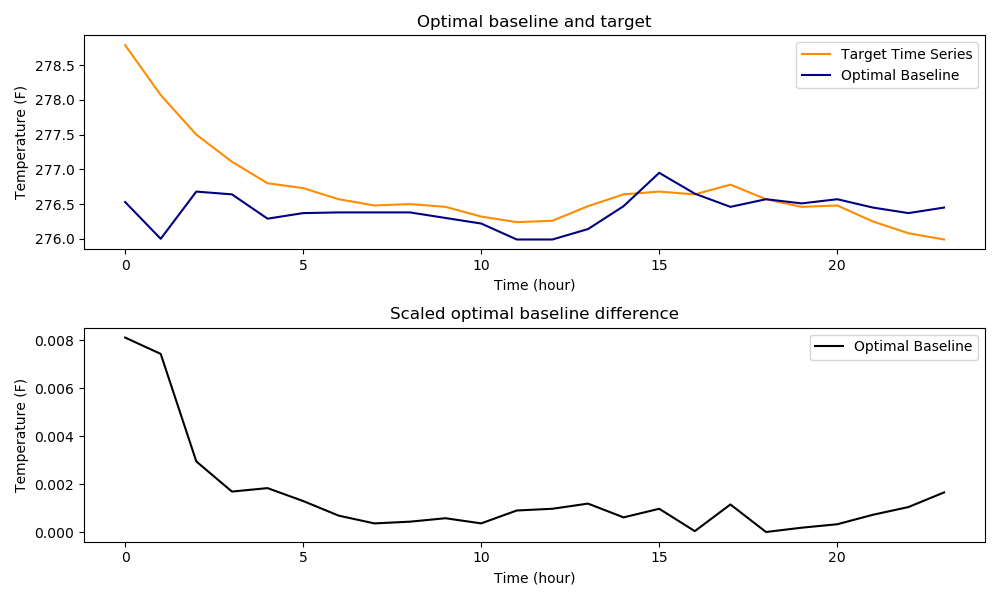 Optimal baseline and target
Temperature (F)
278.5
278.0
277.5
277.0
276.5
276.0
Target Time Series
Optimal Baseline
0 5 10 15 20
Time (hour)
Scaled optimal baseline difference
Temperature (F)
0.008
0.006
0.004
0.002
0.000
Optimal Baseline
0 5 10 15 20
Time (hour)